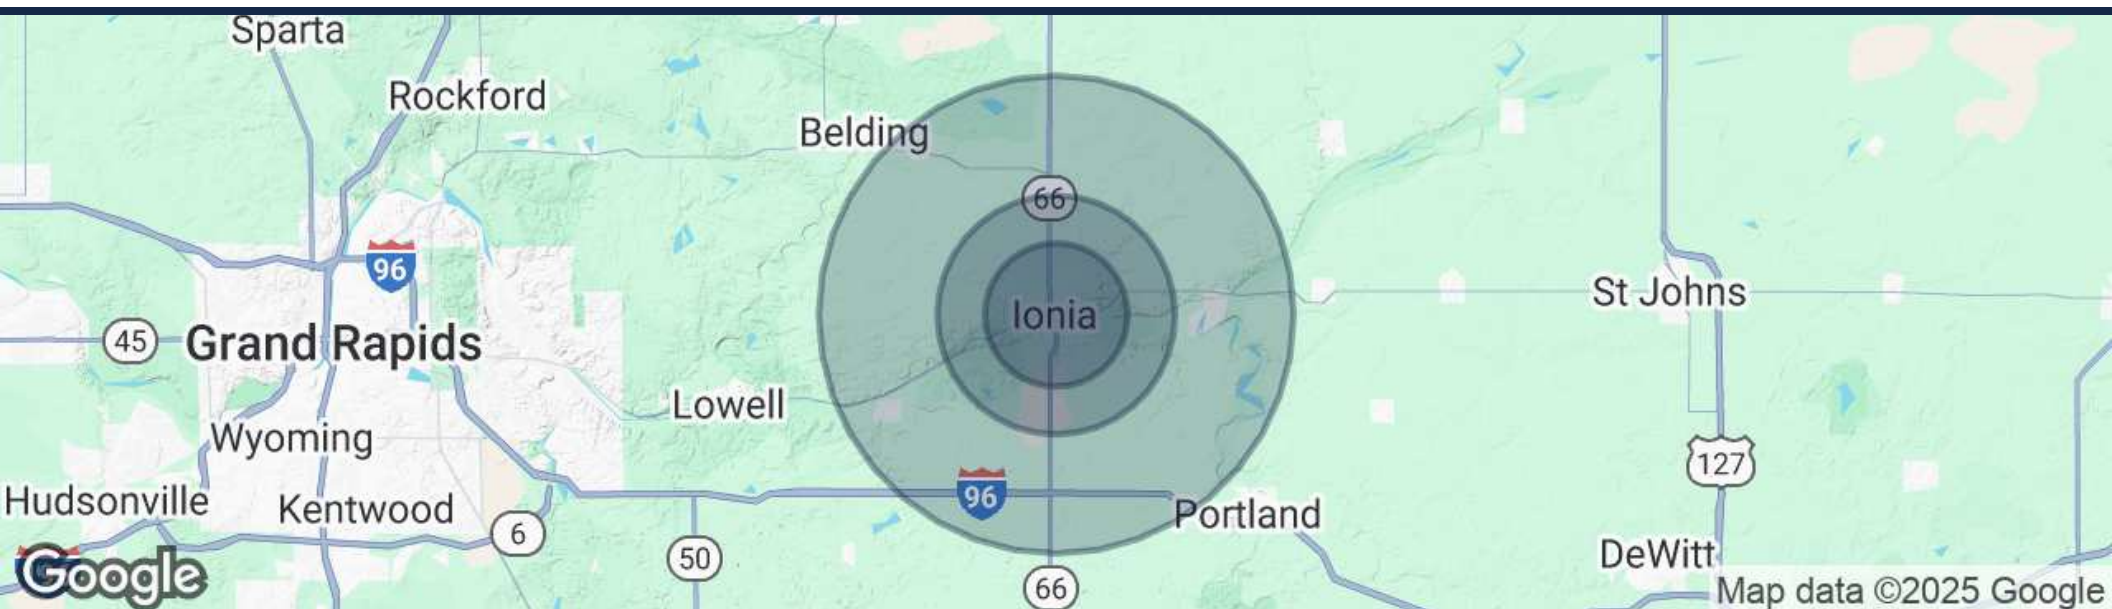 Sparta
Rockford
Belding
66
96
Ionia
St Johns
45
Grand Rapids
Lowell
Wyoming
127
96
Hudsonville
Kentwood
Portland
6
50
DeWitt
66
Google
Map data ©2025 Google